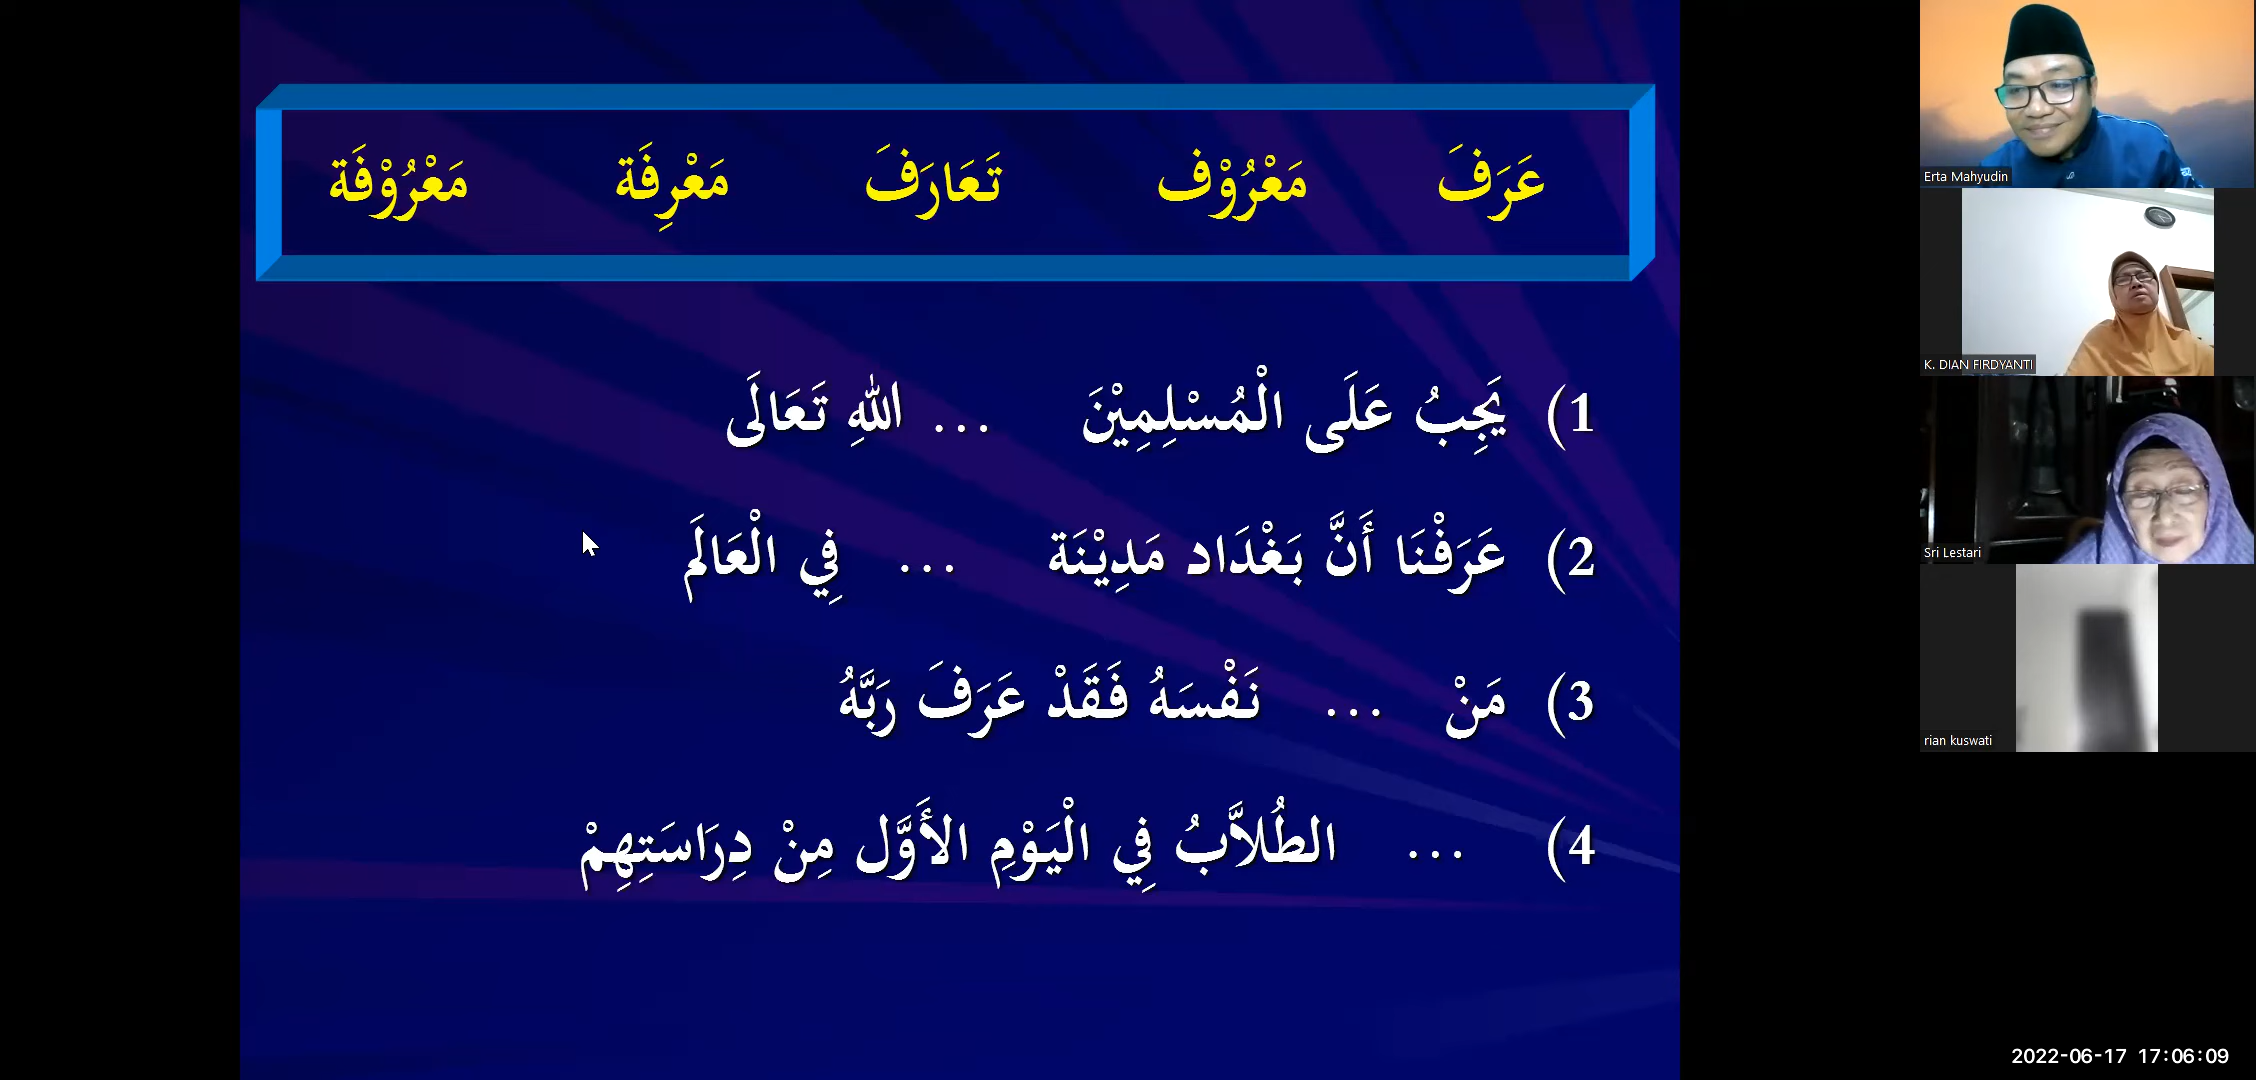 عَرَفَ مَعْرُوْف تَعَارَفَ مَعْرِفَة مَعْرُوْفَة
1) يَجِبُ عَلَى الْمُسْلِمِيْنَ ... اللهِ تَعَالَى
2) عَرَفْنَا أَنَّ بَغْدَاد مَدِيْنَة ... فِي الْعَالَم
3) مَنْ ... نَفْسَهُ فَقَدْ عَرَفَ رَبَّهُ
4) ... الطُلاَّبُ فِي الْيَوْمِ الأَوَّل مِنْ دِرَاسَتِهِمْ
Erta Mahyudin
K. DIAN FIRDYANTI
Sri Lestari
rian kuswati
2022-06-17 17:06:09